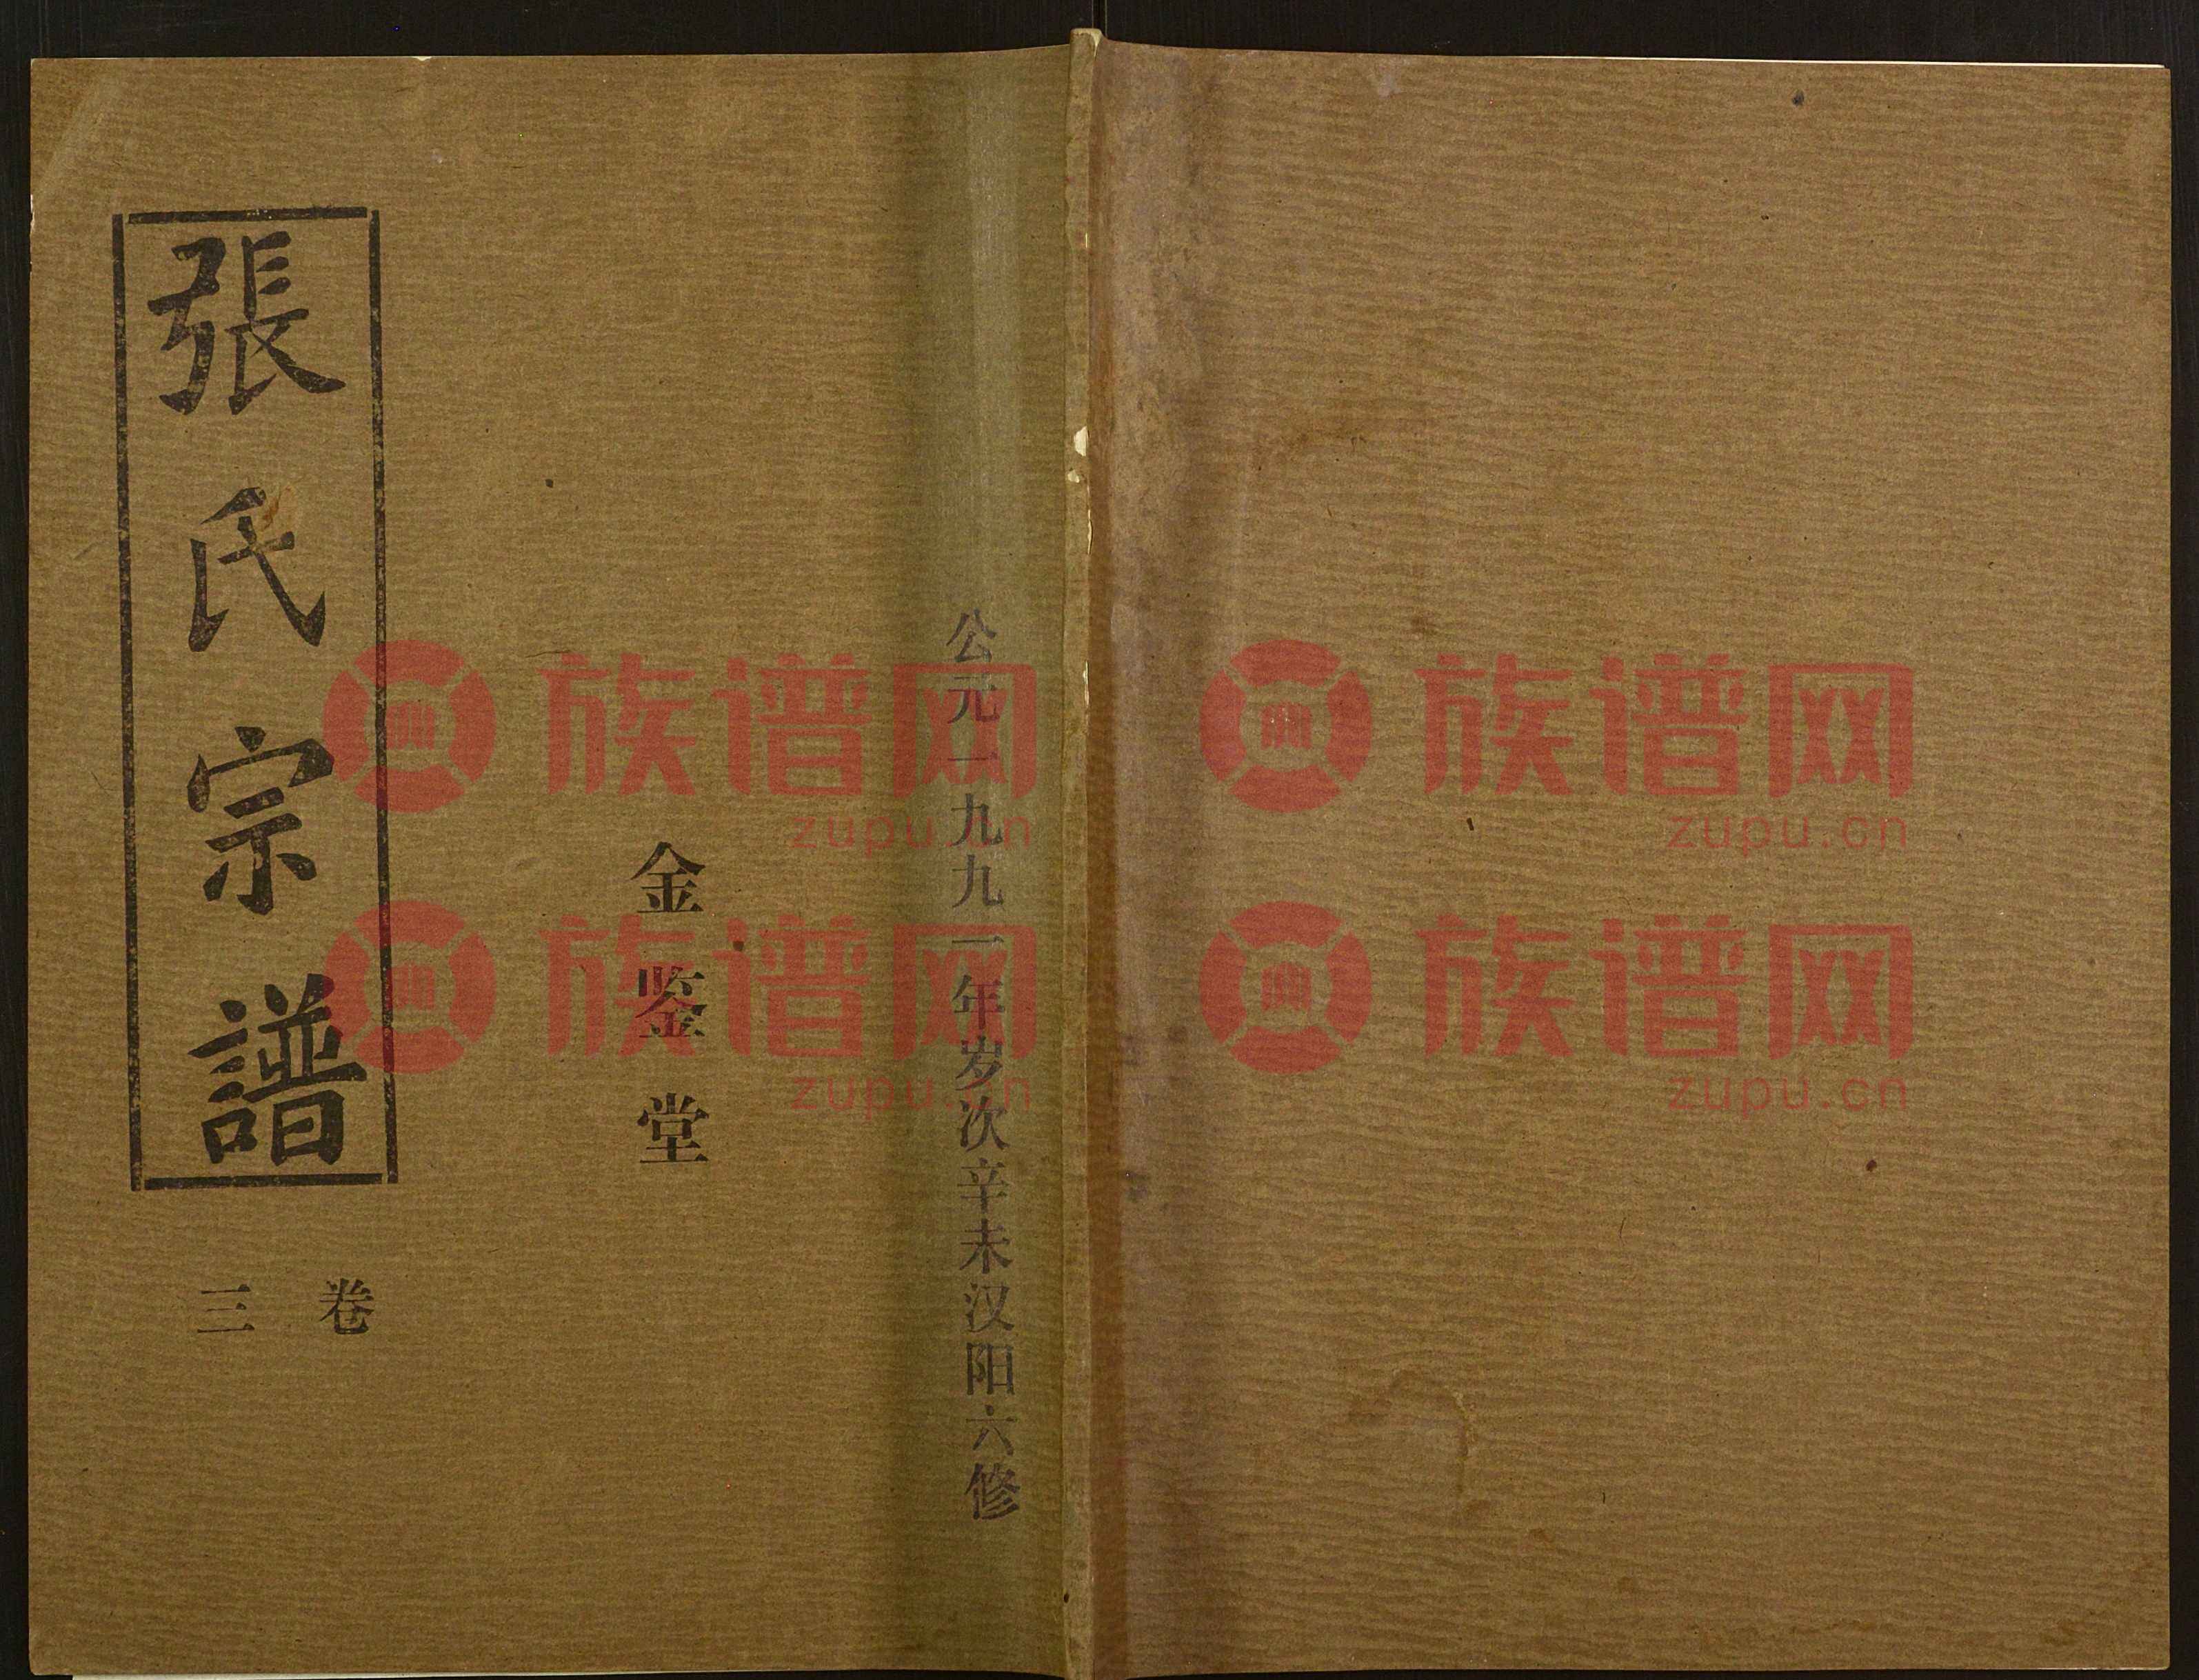 公元一九九一年岁次辛未汉阳六修
金鉴堂
張氏宗譜
卷三
族谱网
zupu.cn
族谱网
zupu.cn
族谱网
zupu.cn
族谱网
zupu.cn